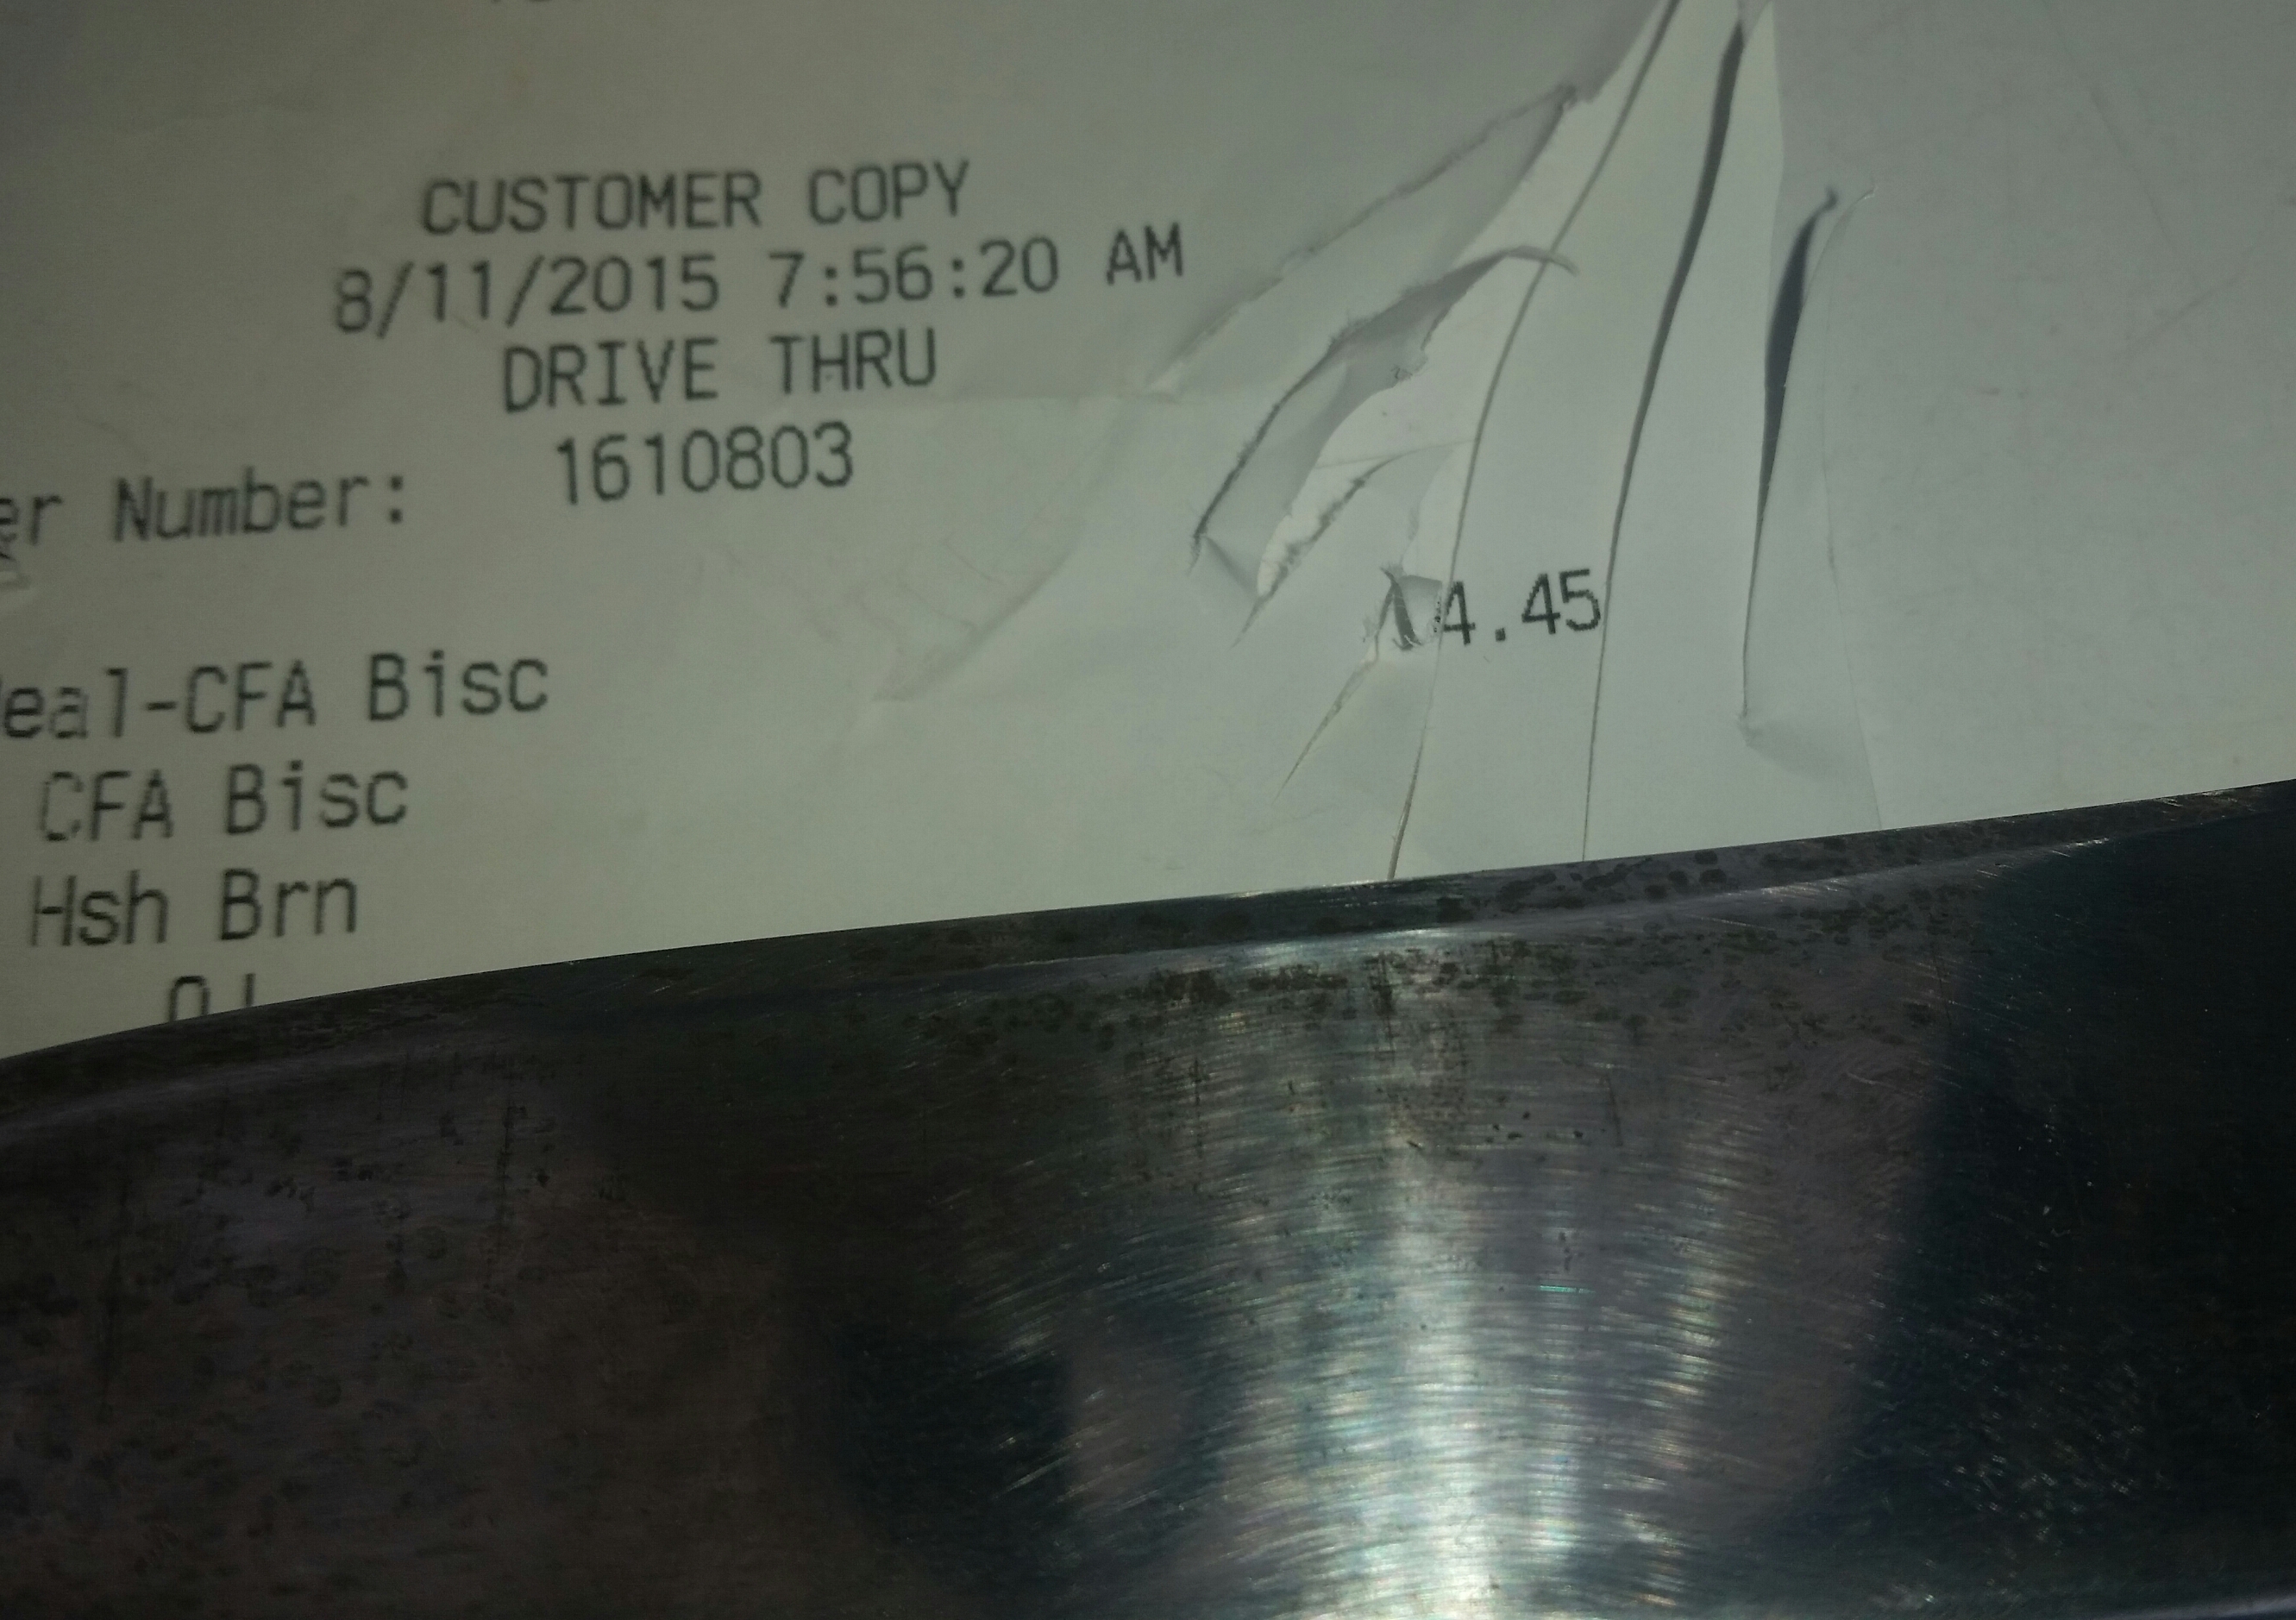 CUSTOMER COPY
8/11/2015 7:56:20 AM
DRIVE THRU
er Number: 1610803
eal-CFA Bisc 4.45
CFA Bisc
Hsh Brn